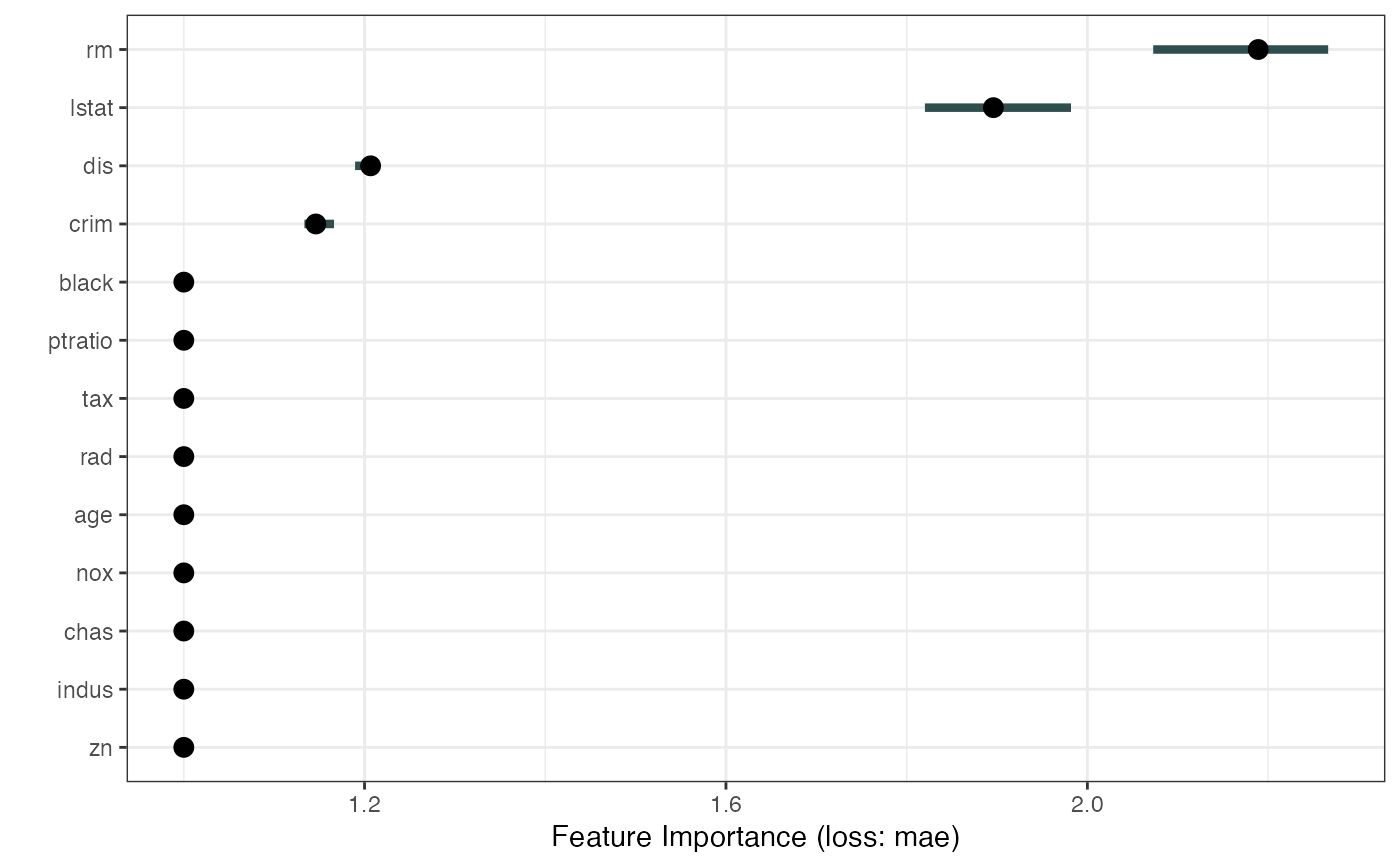 rm
lstat
dis
crim
black
ptratio
tax
rad
age
nox
chas
indus
zn
1.2 1.6 2.0
Feature Importance (loss: mae)